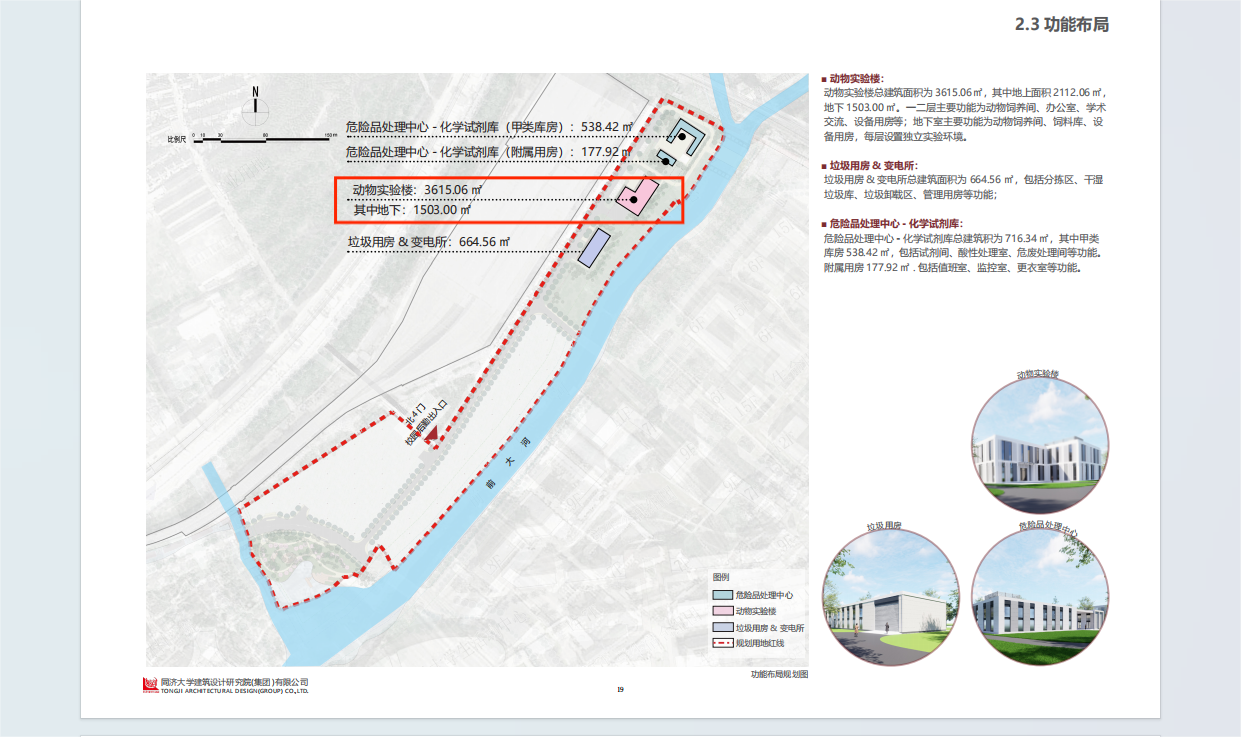 2.3 功能布局
N
比例尺
0 10 30 80 150 m
危险品处理中心 - 化学试剂库（甲类库房）：538.42 ㎡
危险品处理中心 - 化学试剂库（附属用房）：177.92 ㎡
动物实验楼：3615.06 ㎡
其中地下：1503.00 ㎡
垃圾用房 & 变电所：664.56 ㎡
北4门
校园后勤出入口
前大河
图例
危险品处理中心
动物实验楼
垃圾用房 & 变电所
规划用地红线
功能布局规划图
■ 动物实验楼：
动物实验楼总建筑面积为 3615.06 ㎡，其中地上面积 2112.06 ㎡，
地下 1503.00 ㎡。一二层主要功能为动物饲养间、办公室、学术
交流、设备用房等；地下室主要功能为动物饲养间、饲料库、设
备用房，每层设置独立实验环境。
■ 垃圾用房 & 变电所：
垃圾用房 & 变电所总建筑面积为 664.56 ㎡，包括分拣区、干湿
垃圾库、垃圾卸载区、管理用房等功能；
■ 危险品处理中心 - 化学试剂库：
危险品处理中心 - 化学试剂库总建筑积为 716.34 ㎡，其中甲类
库房 538.42 ㎡，包括试剂间、酸性处理室、危废处理间等功能。
附属用房 177.92 ㎡ . 包括值班室、监控室、更衣室等功能。
动物实验楼
垃圾用房
危险品处理中心
同济大学建筑设计研究院(集团)有限公司
TONGJI ARCHITECTURAL DESIGN(GROUP) CO.,LTD.
19